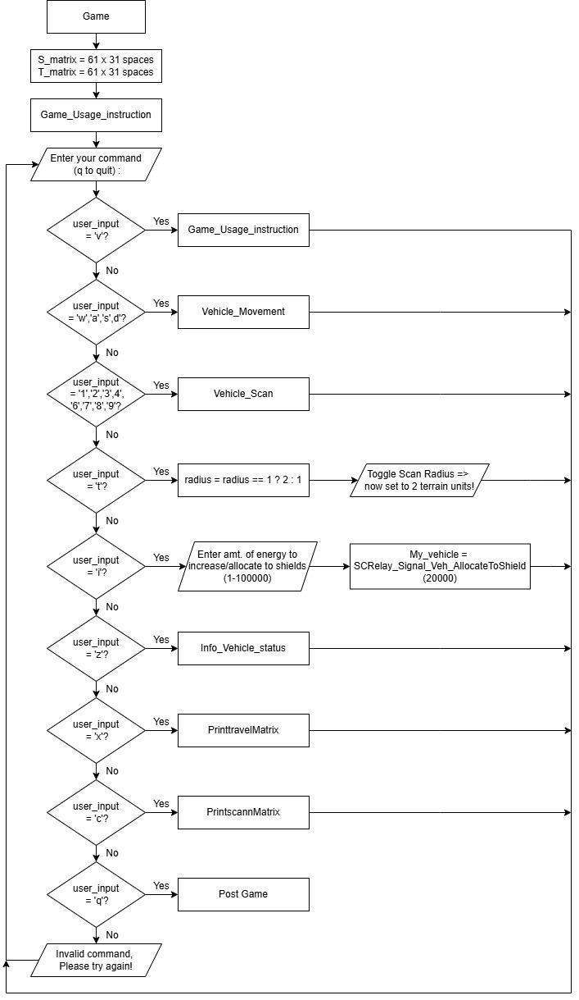 Game
S_matrix = 61 x 31 spaces
T_matrix = 61 x 31 spaces
Game_Usage_instruction
Enter your command
(q to quit) :
user_input
= 'v'?
Yes
Game_Usage_instruction
No
user_input
= 'w','a','s',d'?
Yes
Vehicle_Movement
No
user_input
= '1','2','3',4',
'6','7','8','9'?
Yes
Vehicle_Scan
No
user_input
= 't'?
Yes
radius = radius == 1 ? 2 : 1
Toggle Scan Radius =>
now set to 2 terrain units!
No
user_input
= 'i'?
Yes
Enter amt. of energy to
increase/allocate to shields
(1-100000)
My_vehicle =
SCRelay_Signal_Veh_AllocateToShield
(20000)
No
user_input
= 'z'?
Yes
Info_Vehicle_status
No
user_input
= 'x'?
Yes
PrinttravelMatrix
No
user_input
= 'c'?
Yes
PrintscannMatrix
No
user_input
= 'q'?
Yes
Post Game
No
Invalid command,
Please try again!